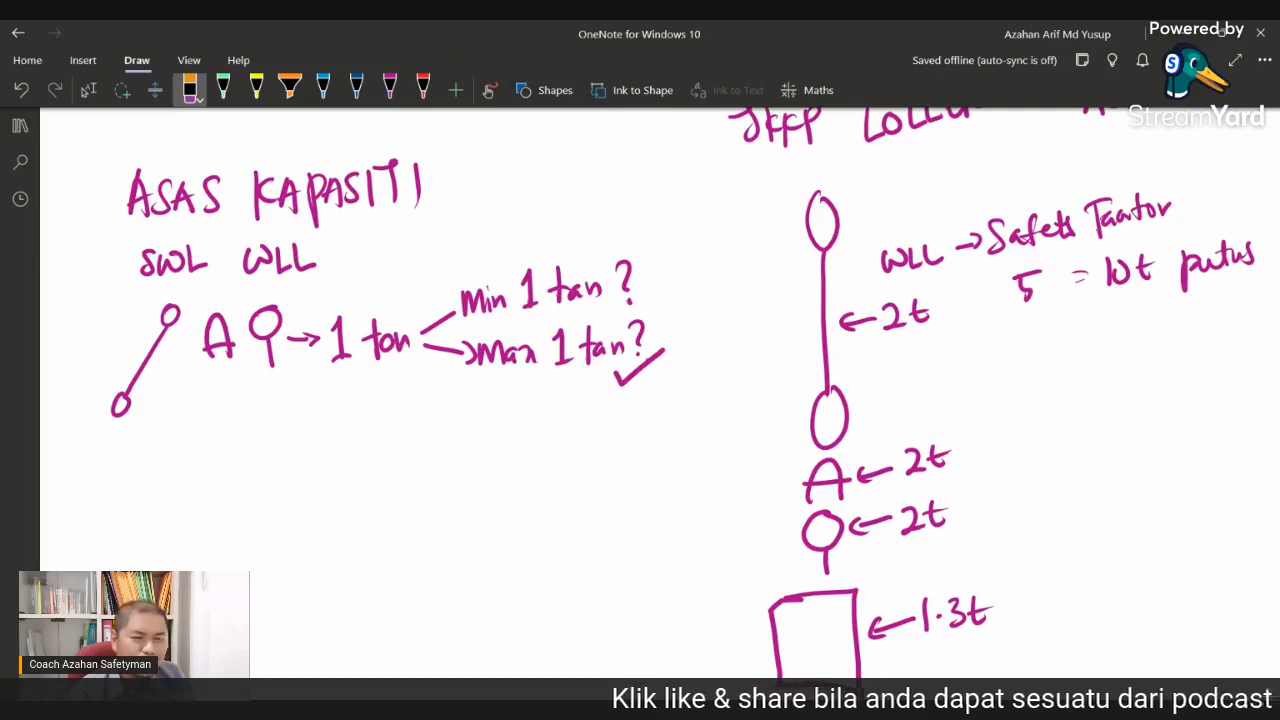 OneNote for Windows 10
Azahan Arif Md Yusup
Powered by
StreamYard
Home
Insert
Draw
View
Help
Saved offline (auto-sync is off)
Shapes
Ink to Shape
Ink to Text
Maths
JKKP
ASAS KAPASITI
SWL WLL
A
→ 1 ton
Min 1 tan?
→ Max 1 tan? ✓
WLL → Safets Taator
5 = 10t putus
← 2t
← 2t
← 2t
← 1.3t
Coach Azahan Safetyman
Klik like & share bila anda dapat sesuatu dari podcast